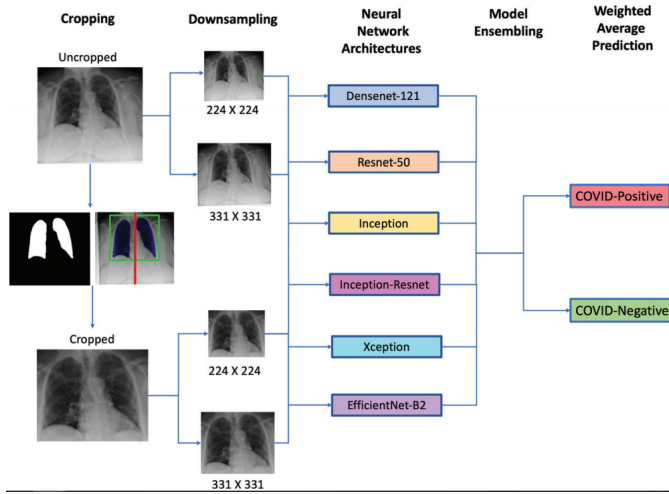 Cropping
Downsampling
Neural
Network
Architectures
Model
Ensembling
Weighted
Average
Prediction
Uncropped
224 X 224
331 X 331
Cropped
224 X 224
331 X 331
Densenet-121
Resnet-50
Inception
Inception-Resnet
Xception
EfficientNet-B2
COVID-Positive
COVID-Negative